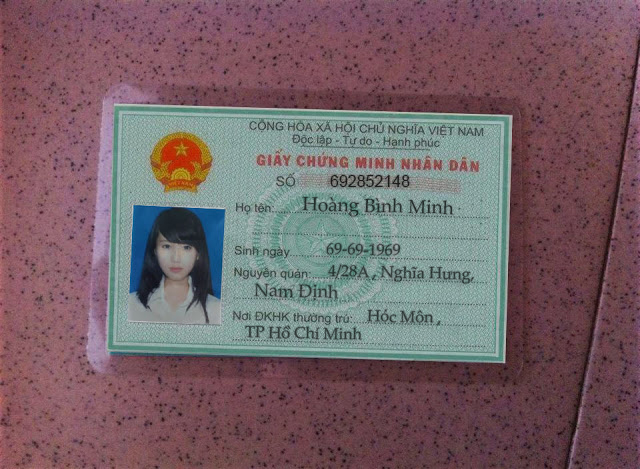 CỘNG HÒA XÃ HỘI CHỦ NGHĨA VIỆT NAM
Độc lập - Tự do - Hạnh phúc
GIẤY CHỨNG MINH NHÂN DÂN
SỐ 692852148
Họ tên: Hoàng Bình Minh
Sinh ngày 69-69-1969
Nguyên quán: 4/28A , Nghĩa Hưng,
Nam Định
Nơi ĐKHK thường trú: Hóc Môn ,
TP Hồ Chí Minh